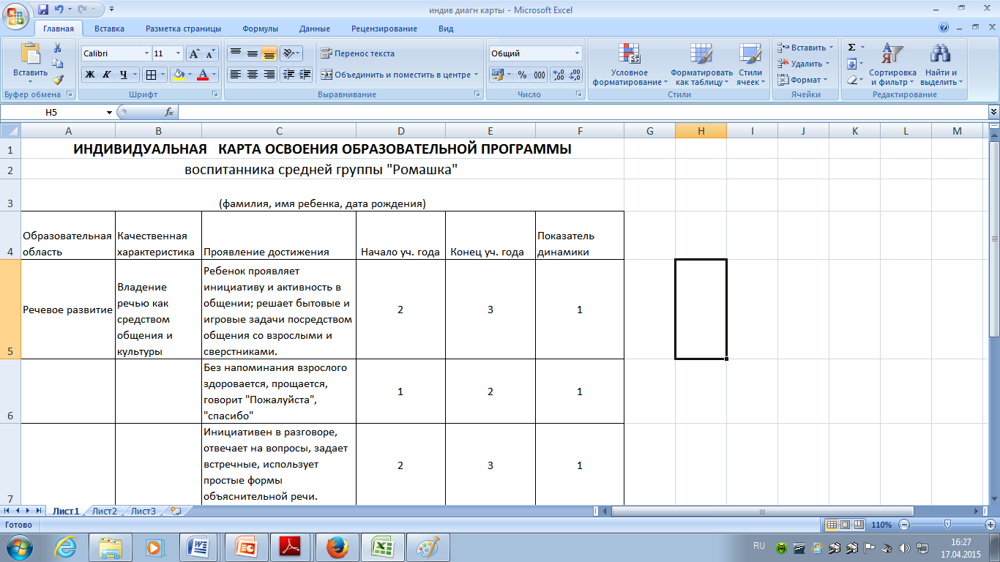 индив диагн карты - Microsoft Excel
Главная Вставка Разметка страницы Формулы Данные Рецензирование Вид
Вставить
Буфер обмена
Calibri 11
Ж К Ч А
Шрифт
Перенос текста
Объединить и поместить в центре
Выравнивание
Общий
% 000
Число
Условное форматирование
Форматировать как таблицу
Стили ячеек
Стили
Вставить
Удалить
Формат
Ячейки
Σ
Сортировка и фильтр
Найти и выделить
Редактирование
H5 fx
A B C D E F G H I J K L M
1 ИНДИВИДУАЛЬНАЯ КАРТА ОСВОЕНИЯ ОБРАЗОВАТЕЛЬНОЙ ПРОГРАММЫ
2 воспитанника средней группы "Ромашка"
3 (фамилия, имя ребенка, дата рождения)
4
Образовательная
область
Качественная
характеристика
Проявление достижения
Начало уч. года
Конец уч. года
Показатель
динамики
5
Речевое развитие
Владение
речью как
средством
общения и
культуры
Ребенок проявляет
инициативу и активность в
общении; решает бытовые и
игровые задачи посредством
общения со взрослыми и
сверстниками.
2 3 1
6
Без напоминания взрослого
здоровается, прощается,
говорит "Пожалуйста",
"спасибо"
1 2 1
7
Инициативен в разговоре,
отвечает на вопросы, задает
встречные, использует
простые формы
объяснительной речи.
2 3 1
Лист1 Лист2 Лист3
Готово 110%
RU
16:27
17.04.2015